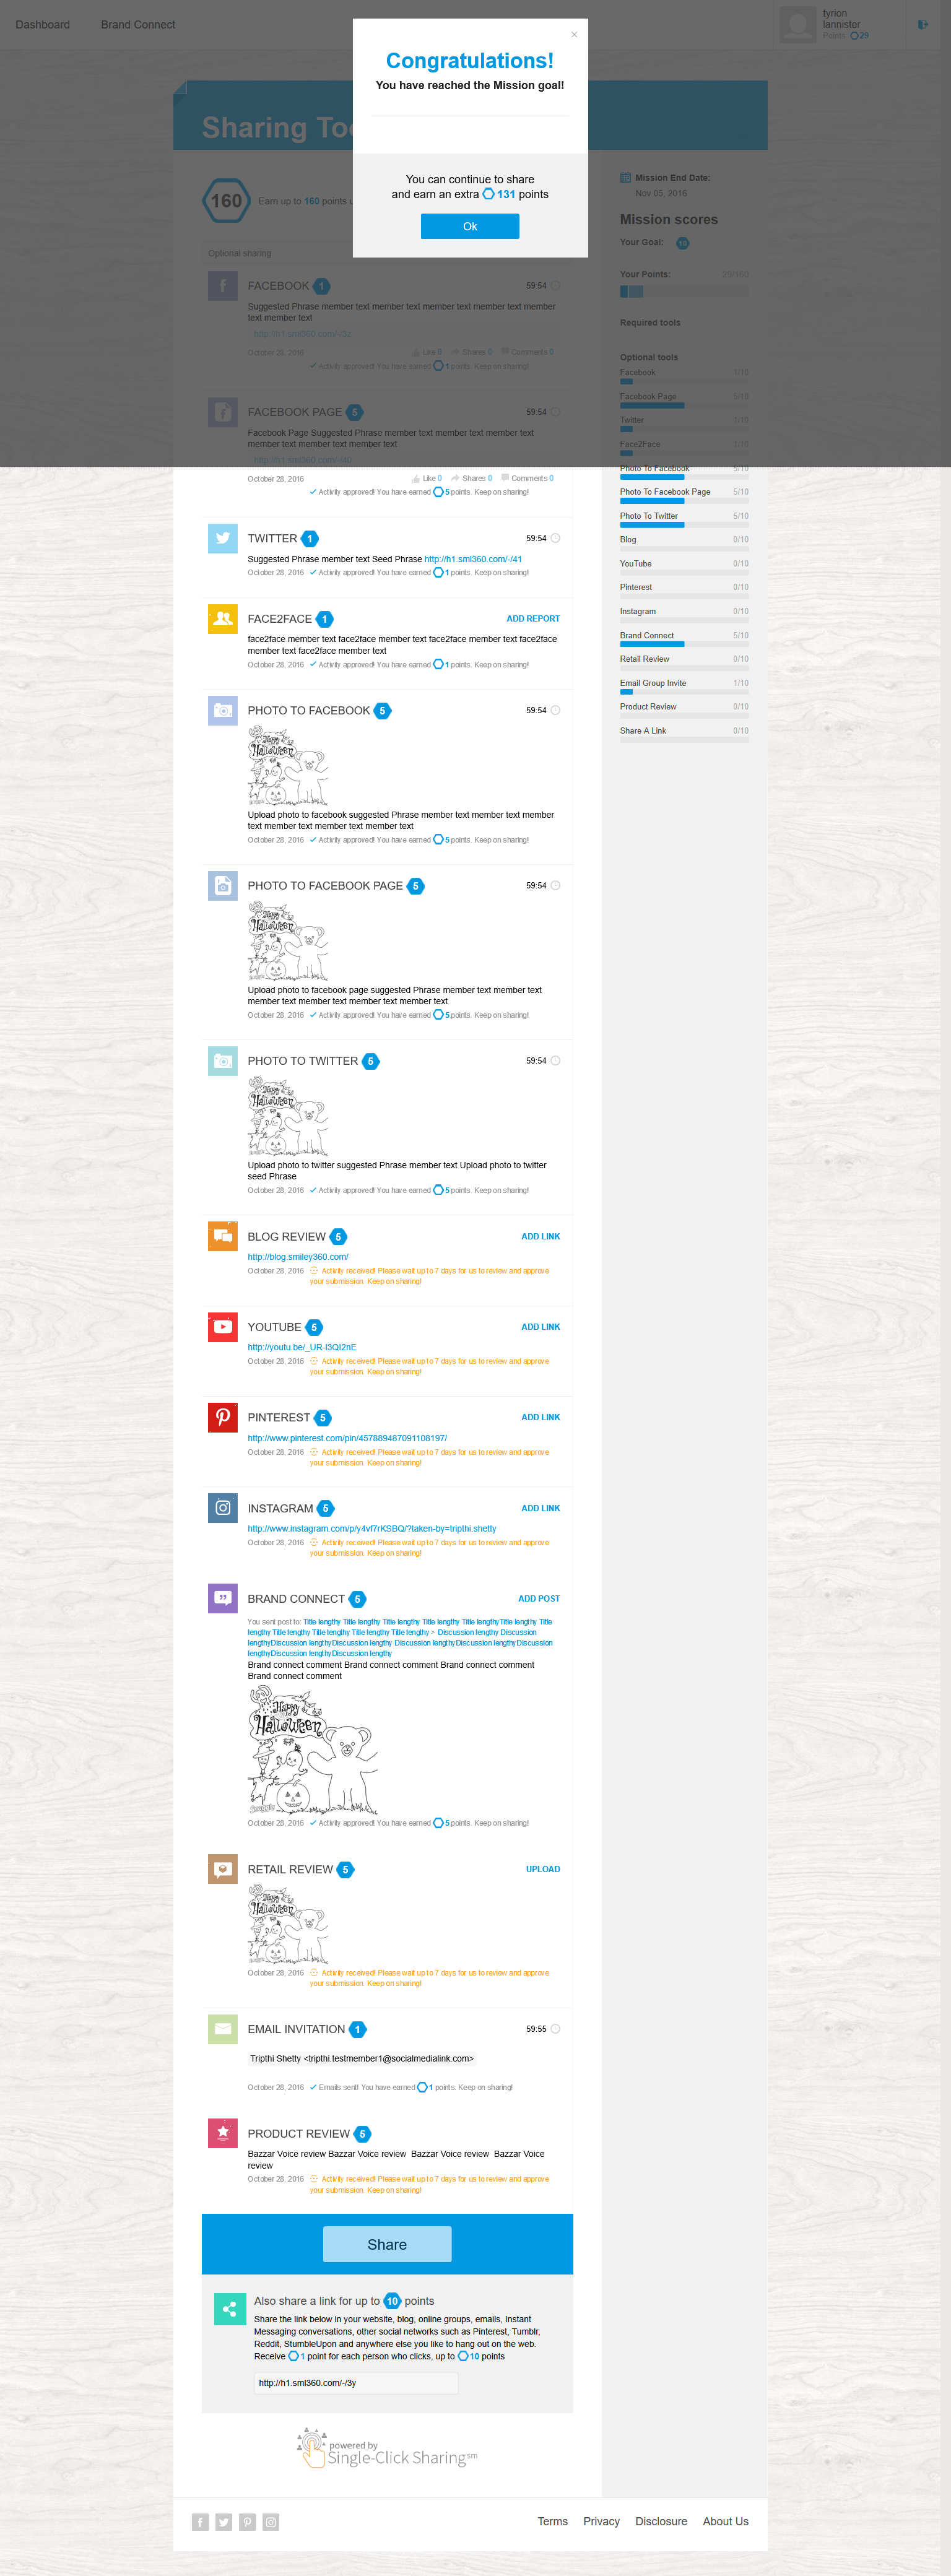 Dashboard
Brand Connect
tyrion
lannister
Points 29
×
Congratulations!
You have reached the Mission goal!
You can continue to share
and earn an extra 131 points
Ok
Sharing
160
Earn up to 160 points
Optional sharing
FACEBOOK 1
59:54
Suggested Phrase member text member text member text member text member
text member text
October 28, 2016
Like 0 Shares 0 Comments 0
Activity approved! You have earned 1 points. Keep on sharing!
FACEBOOK PAGE 5
59:54
Facebook Page Suggested Phrase member text member text member text
member text member text member text
October 28, 2016
Like 0 Shares 0 Comments 0
Activity approved! You have earned 5 points. Keep on sharing!
TWITTER 1
59:54
Suggested Phrase member text Seed Phrase http://h1.sml360.com/-/41
October 28, 2016 Activity approved! You have earned 1 points. Keep on sharing!
FACE2FACE 1
ADD REPORT
face2face member text face2face member text face2face member text face2face
member text face2face member text
October 28, 2016 Activity approved! You have earned 1 points. Keep on sharing!
PHOTO TO FACEBOOK 5
59:54
Happy
Halloween
Upload photo to facebook suggested Phrase member text member text member
text member text member text member text
October 28, 2016 Activity approved! You have earned 5 points. Keep on sharing!
PHOTO TO FACEBOOK PAGE 5
59:54
Happy
Halloween
Upload photo to facebook page suggested Phrase member text member text
member text member text member text member text
October 28, 2016 Activity approved! You have earned 5 points. Keep on sharing!
PHOTO TO TWITTER 5
59:54
Happy
Halloween
Upload photo to twitter suggested Phrase member text Upload photo to twitter
seed Phrase
October 28, 2016 Activity approved! You have earned 5 points. Keep on sharing!
BLOG REVIEW 5
ADD LINK
http://blog.smiley360.com/
October 28, 2016 Activity received! Please wait up to 7 days for us to review and approve
your submission. Keep on sharing!
YOUTUBE 5
ADD LINK
http://youtu.be/_UR-l3QI2nE
October 28, 2016 Activity received! Please wait up to 7 days for us to review and approve
your submission. Keep on sharing!
PINTEREST 5
ADD LINK
http://www.pinterest.com/pin/457889487091108197/
October 28, 2016 Activity received! Please wait up to 7 days for us to review and approve
your submission. Keep on sharing!
INSTAGRAM 5
ADD LINK
http://www.instagram.com/p/y4vf7rKSBQ/?taken-by=tripthi.shetty
October 28, 2016 Activity received! Please wait up to 7 days for us to review and approve
your submission. Keep on sharing!
BRAND CONNECT 5
ADD POST
You sent post to: Title lengthy Title lengthy Title lengthy Title lengthy Title lengthyTitle lengthy Title
lengthy Title lengthy Title lengthy Title lengthy Title lengthy > Discussion lengthy Discussion
lengthyDiscussion lengthyDiscussion lengthy Discussion lengthyDiscussion lengthyDiscussion
lengthyDiscussion lengthyDiscussion lengthy
Brand connect comment Brand connect comment Brand connect comment
Brand connect comment
Happy
Halloween
October 28, 2016 Activity approved! You have earned 5 points. Keep on sharing!
RETAIL REVIEW 5
UPLOAD
Happy
Halloween
October 28, 2016 Activity received! Please wait up to 7 days for us to review and approve
your submission. Keep on sharing!
EMAIL INVITATION 1
59:55
Tripthi Shetty <tripthi.testmember1@socialmedialink.com>
October 28, 2016 Emails sent! You have earned 1 points. Keep on sharing!
PRODUCT REVIEW 5
Bazzar Voice review Bazzar Voice review Bazzar Voice review Bazzar Voice
review
October 28, 2016 Activity received! Please wait up to 7 days for us to review and approve
your submission. Keep on sharing!
Share
Also share a link for up to 10 points
Share the link below in your website, blog, online groups, emails, Instant
Messaging conversations, other social networks such as Pinterest, Tumblr,
Reddit, StumbleUpon and anywhere else you like to hang out on the web.
Receive 1 point for each person who clicks, up to 10 points
http://h1.sml360.com/-/3y
powered by
Single-Click Sharing sm
Mission End Date:
Nov 05, 2016
Mission scores
Your Goal:
Your Points: 29/160
Required tools
Optional tools
Facebook 1/10
Facebook Page 5/10
Twitter 1/10
Face2Face 1/10
Photo To Facebook 5/10
Photo To Facebook Page 5/10
Photo To Twitter 5/10
Blog 0/10
YouTube 0/10
Pinterest 0/10
Instagram 0/10
Brand Connect 5/10
Retail Review 0/10
Email Group Invite 1/10
Product Review 0/10
Share A Link 0/10
Terms Privacy Disclosure About Us